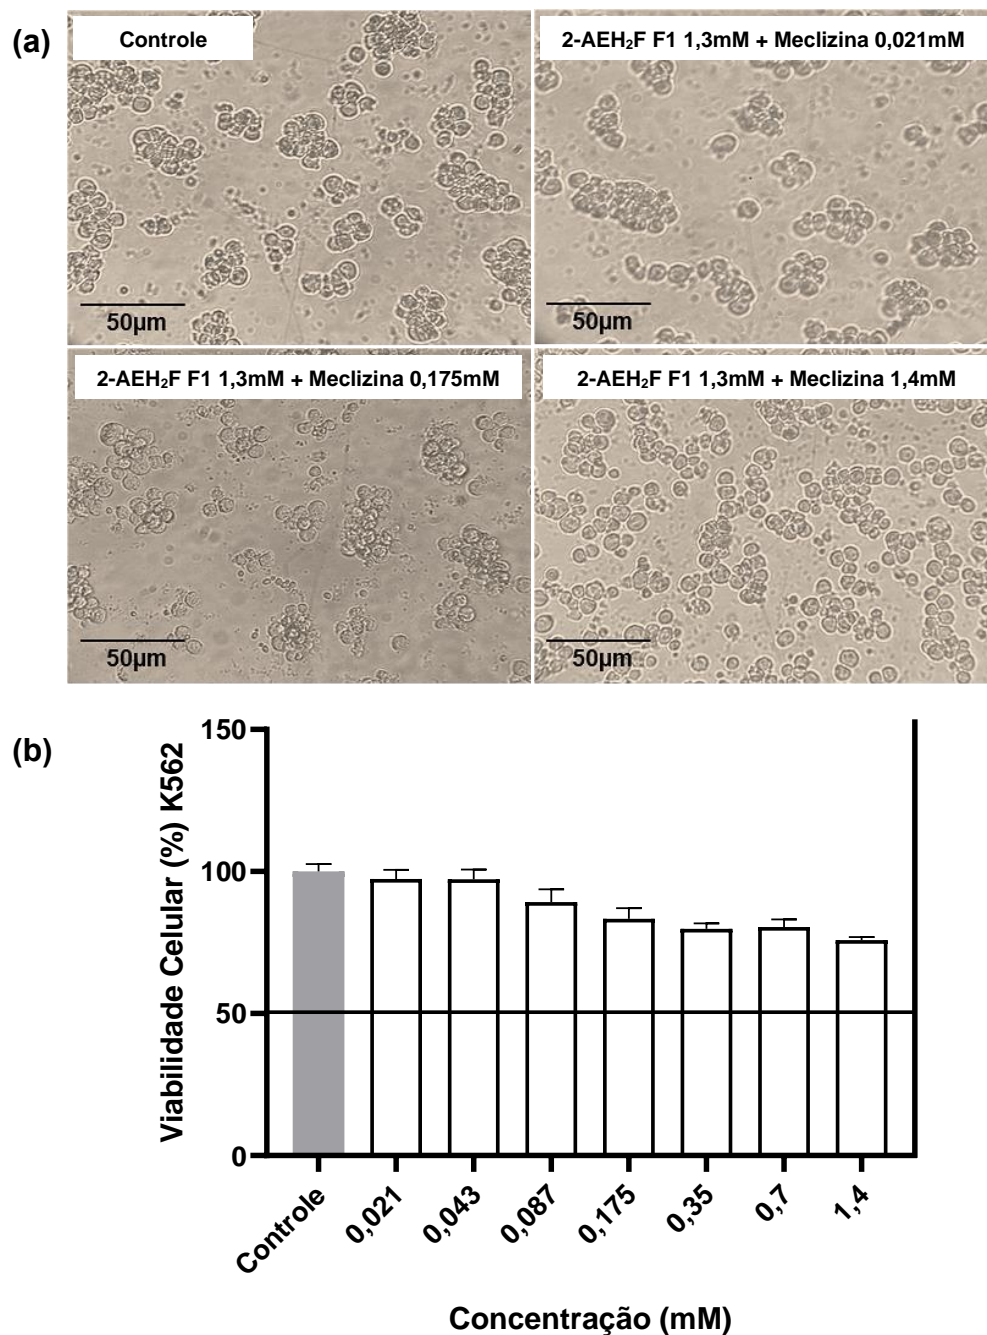 (a)
Controle
2-AEH₂F F1 1,3mM + Meclizina 0,021mM
50µm
50µm
2-AEH₂F F1 1,3mM + Meclizina 0,175mM
2-AEH₂F F1 1,3mM + Meclizina 1,4mM
50µm
50µm
(b)
Viabilidade Celular (%) K562
150
100
50
0
Controle
0,021
0,043
0,087
0,175
0,35
0,7
1,4
Concentração (mM)